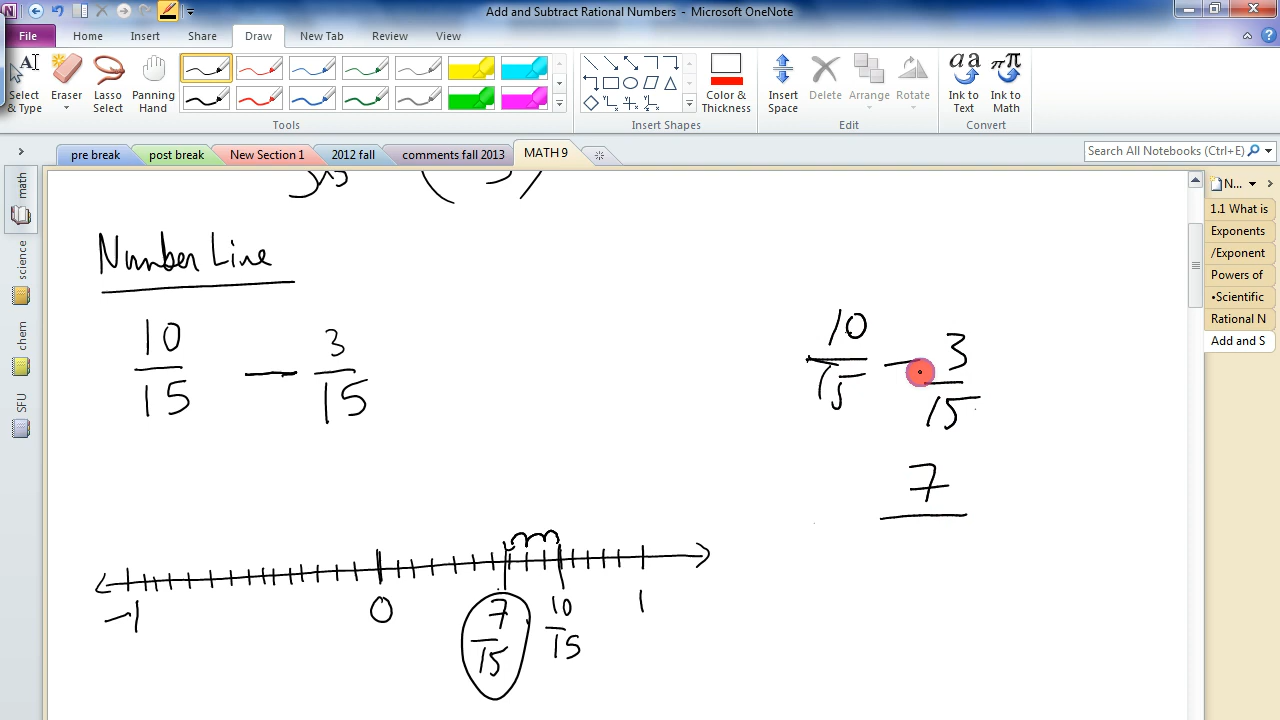 Add and Subtract Rational Numbers - Microsoft OneNote
File Home Insert Share Draw New Tab Review View
Select & Type
Eraser
Lasso Select
Panning Hand
Color & Thickness
Insert Space
Delete
Arrange
Rotate
Ink to Text
Ink to Math
Tools
Insert Shapes
Edit
Convert
pre break
post break
New Section 1
2012 fall
comments fall 2013
MATH 9
Search All Notebooks (Ctrl+E)
N...
math
science
chem
SFU
1.1 What is
Exponents
/Exponent
Powers of
•Scientific
Rational N
Add and S
Number Line
10/15 - 3/15
10/15 - 3/15
7
-1 0 7/15 10/15 1